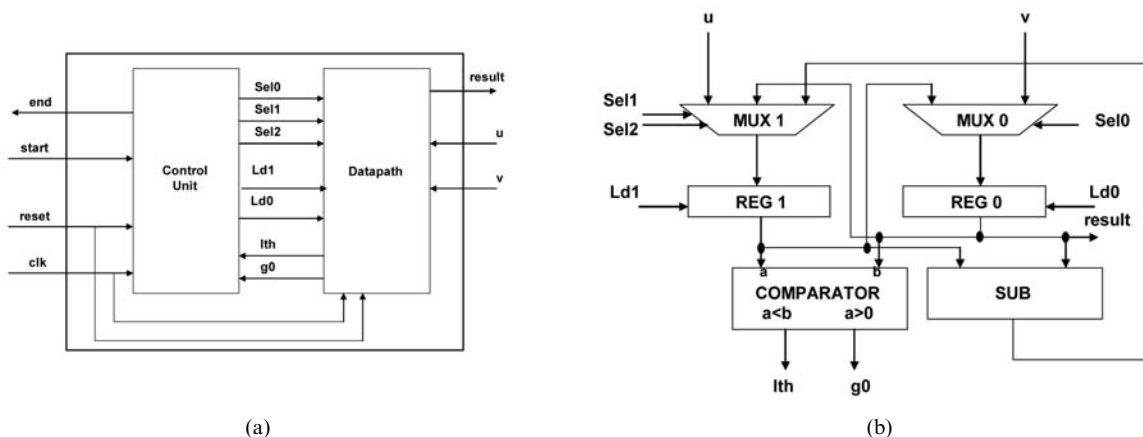 end
start
reset
clk
Control
Unit
Sel0
Sel1
Sel2
Ld1
Ld0
lth
g0
Datapath
result
u
v
(a)
u
v
Sel1
Sel2
MUX 1
MUX 0
Sel0
Ld1
REG 1
REG 0
Ld0
result
a
b
COMPARATOR
a<b a>0
SUB
lth
g0
(b)